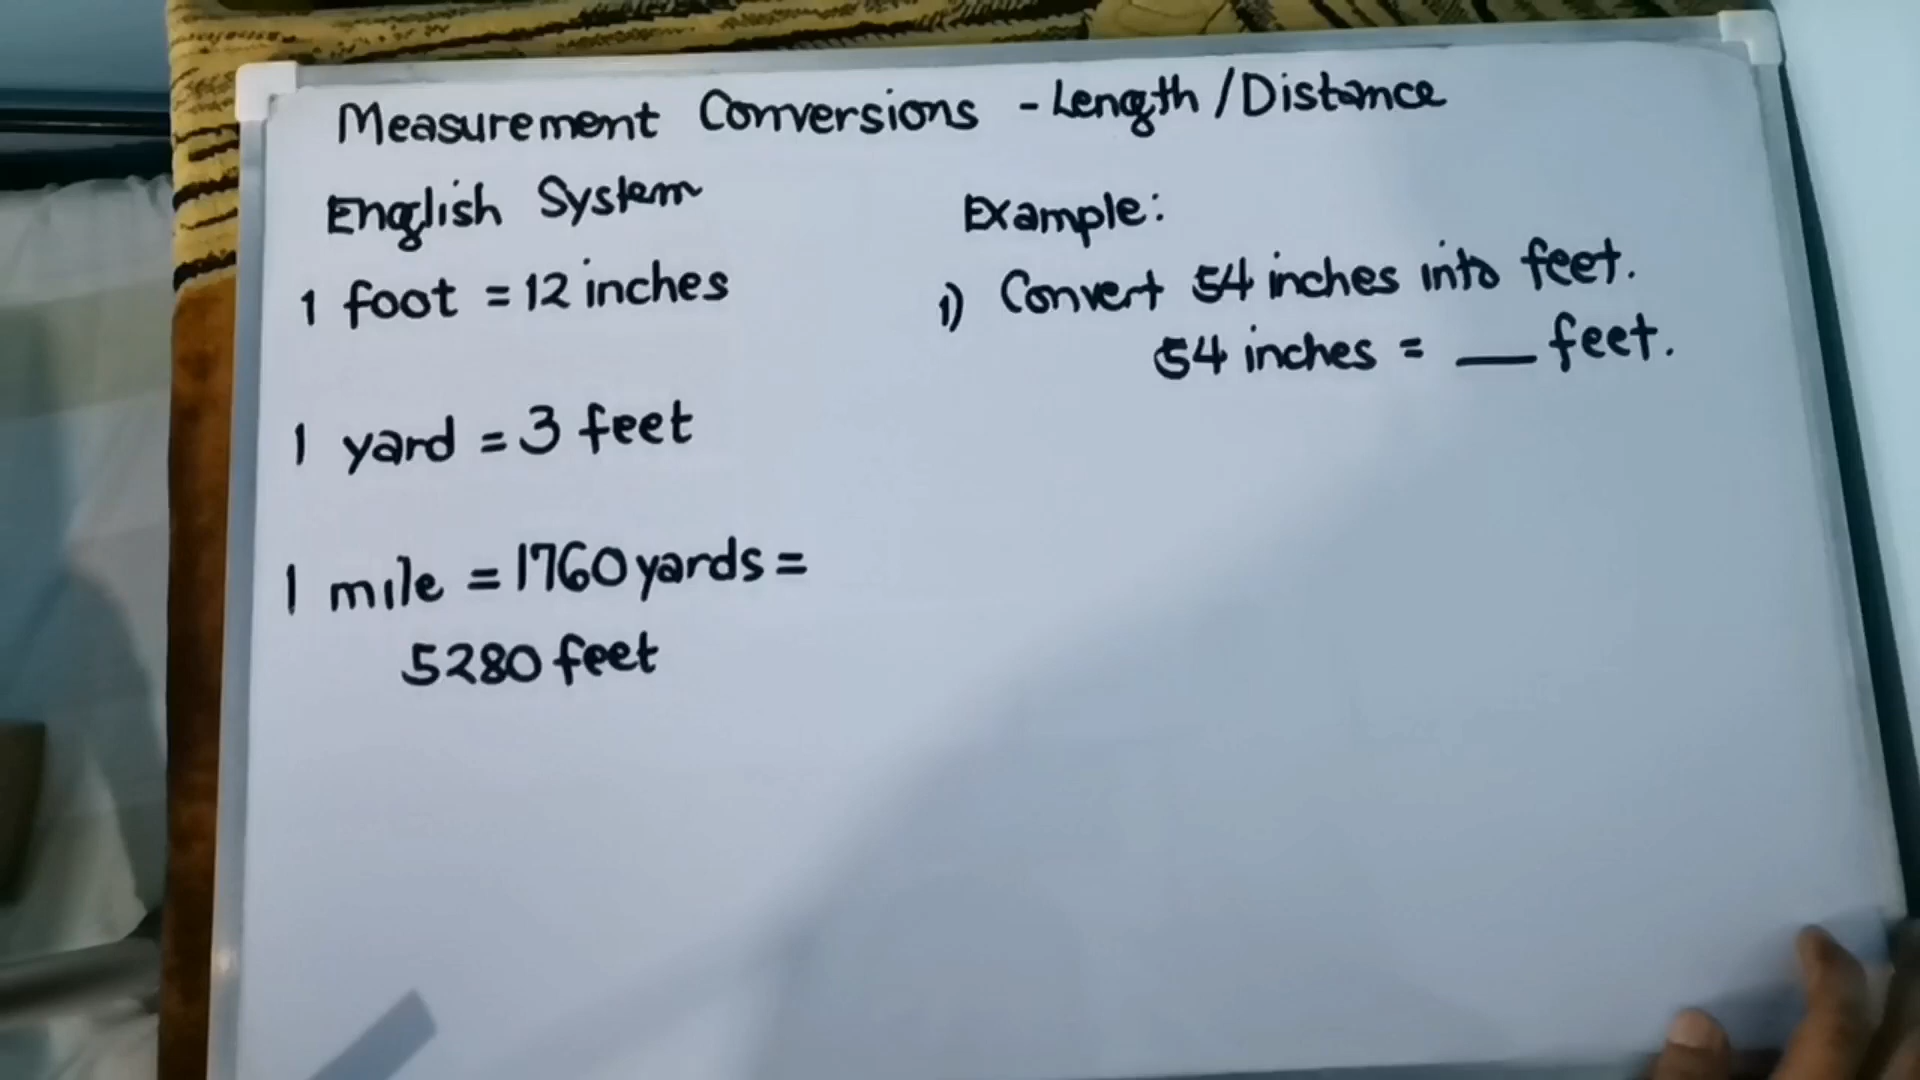 Measurement Conversions - Length / Distance
English System
1 foot = 12 inches
1 yard = 3 feet
1 mile = 1760 yards =
5280 feet
Example:
1) Convert 54 inches into feet.
54 inches = __ feet.